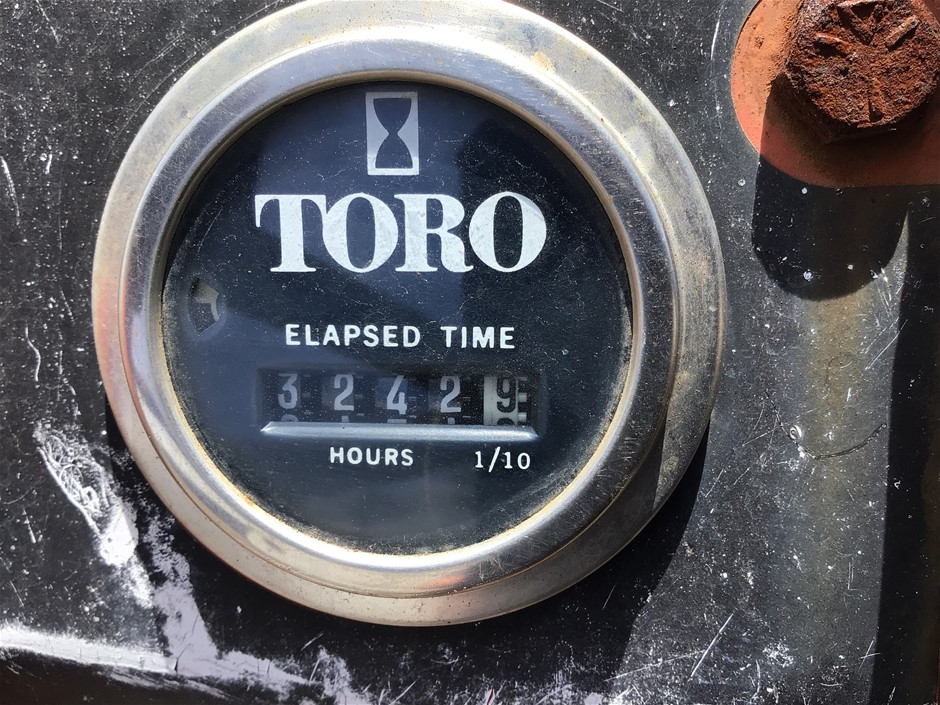 TORO
ELAPSED TIME
32429
HOURS 1/10